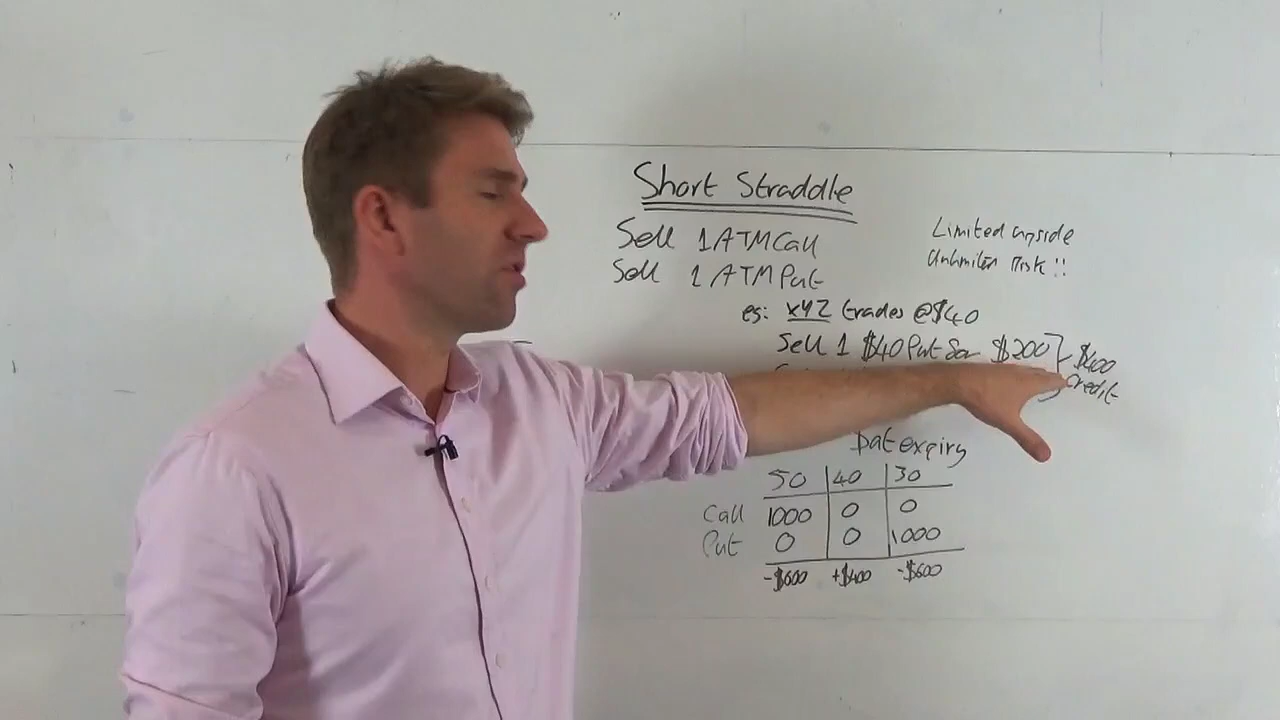 Short Straddle
Sell 1 ATM Call
Sell 1 ATM Put
Limited upside
Unlimited Risk!!
eg: XYZ trades @ $40
Sell 1 $40 Put for $200
$400
Credit
at expiry
50 40 30
Call 1000 0 0
Put 0 0 1000
-$600 +$400 -$600